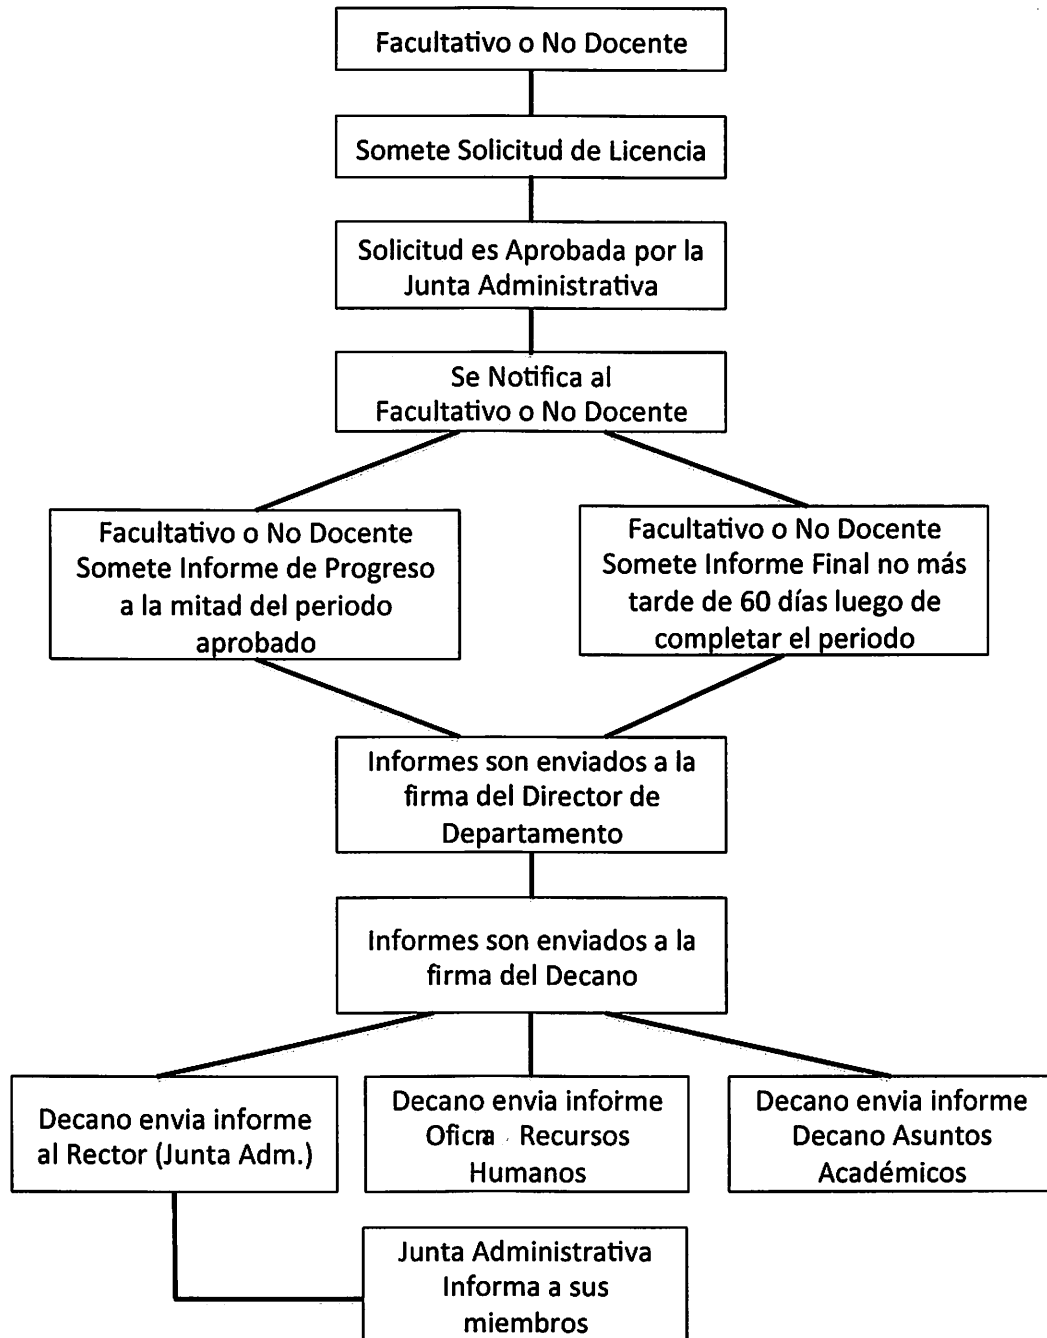 Facultativo o No Docente
Somete Solicitud de Licencia
Solicitud es Aprobada por la
Junta Administrativa
Se Notifica al
Facultativo o No Docente
Facultativo o No Docente
Somete Informe de Progreso
a la mitad del periodo
aprobado
Facultativo o No Docente
Somete Informe Final no más
tarde de 60 días luego de
completar el periodo
Informes son enviados a la
firma del Director de
Departamento
Informes son enviados a la
firma del Decano
Decano envia informe
al Rector (Junta Adm.)
Decano envia informe
Recursos
Humanos
Decano envia informe
Decano Asuntos
Académicos
Junta Administrativa
Informa a sus
miembros